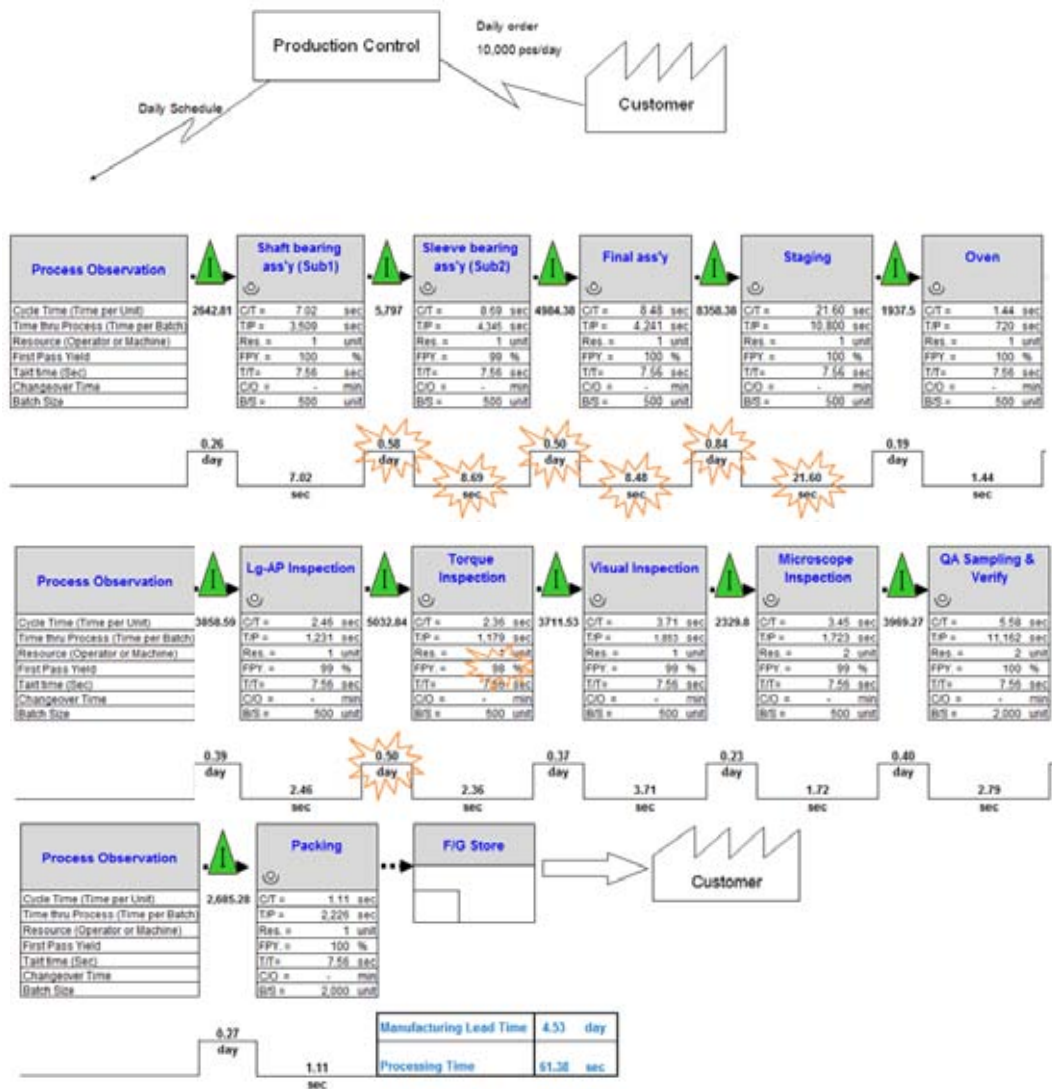 Production Control
Daily order
10,000 pcs/day
Customer
Daily Schedule
Process Observation
Cycle Time (Time per Unit)
Time thru Process (Time per Batch)
Resource (Operator or Machine)
First Pass Yield
Takt time (Sec)
Changeover Time
Batch Size
2642.81
Shaft bearing
ass'y (Sub1)
C/T = 7.02 sec
T/P = 3,509 sec
Res. = 1 unit
FPY. = 100 %
T/T= 7.56 sec
C/O = - min
B/S = 500 unit
5,797
Sleeve bearing
ass'y (Sub2)
C/T = 8.69 sec
T/P = 4,345 sec
Res. = 1 unit
FPY. = 99 %
T/T= 7.56 sec
C/O = - min
B/S = 500 unit
4984.38
Final ass'y
C/T = 8.48 sec
T/P = 4,241 sec
Res. = 1 unit
FPY. = 100 %
T/T= 7.56 sec
C/O = - min
B/S = 500 unit
8358.38
Staging
C/T = 21.60 sec
T/P = 10,800 sec
Res. = 1 unit
FPY. = 100 %
T/T= 7.56 sec
C/O = - min
B/S = 500 unit
1937.5
Oven
C/T = 1.44 sec
T/P = 720 sec
Res. = 1 unit
FPY. = 100 %
T/T= 7.56 sec
C/O = - min
B/S = 500 unit
0.26 0.58 0.50 0.84 0.19
day day day day day
7.02 8.69 8.48 21.60 1.44
sec sec sec sec sec
Process Observation
Cycle Time (Time per Unit)
Time thru Process (Time per Batch)
Resource (Operator or Machine)
First Pass Yield
Takt time (Sec)
Changeover Time
Batch Size
3858.59
Lg-AP Inspection
C/T = 2.46 sec
T/P = 1,231 sec
Res. = 1 unit
FPY. = 99 %
T/T= 7.56 sec
C/O = - min
B/S = 500 unit
5032.84
Torque
Inspection
C/T = 2.36 sec
T/P = 1,179 sec
Res. = 1 unit
FPY. = 98 %
T/T= 7.56 sec
C/O = - min
B/S = 500 unit
3711.53
Visual Inspection
C/T = 3.71 sec
T/P = 1,853 sec
Res. = 1 unit
FPY = 99 %
T/T= 7.56 sec
C/O = - min
B/S = 500 unit
2329.8
Microscope
Inspection
C/T = 3.45 sec
T/P = 1,723 sec
Res. = 2 unit
FPY = 99 %
T/T= 7.56 sec
C/O = - min
B/S = 500 unit
3969.27
QA Sampling &
Verify
C/T = 5.58 sec
T/P = 11,162 sec
Res. = 2 unit
FPY = 100 %
T/T= 7.56 sec
C/O = - min
B/S = 2,000 unit
0.39 0.50 0.37 0.23 0.40
day day day day day
2.46 2.36 3.71 1.72 2.79
sec sec sec sec sec
Process Observation
Cycle Time (Time per Unit)
Time thru Process (Time per Batch)
Resource (Operator or Machine)
First Pass Yield
Takt time (Sec)
Changeover Time
Batch Size
2,685.28
Packing
C/T = 1.11 sec
T/P = 2,226 sec
Res. = 1 unit
FPY. = 100 %
T/T= 7.56 sec
C/O = - min
B/S = 2,000 unit
F/G Store
Customer
0.27
day
1.11
sec
Manufacturing Lead Time 4.53 day
Processing Time 61.38 sec